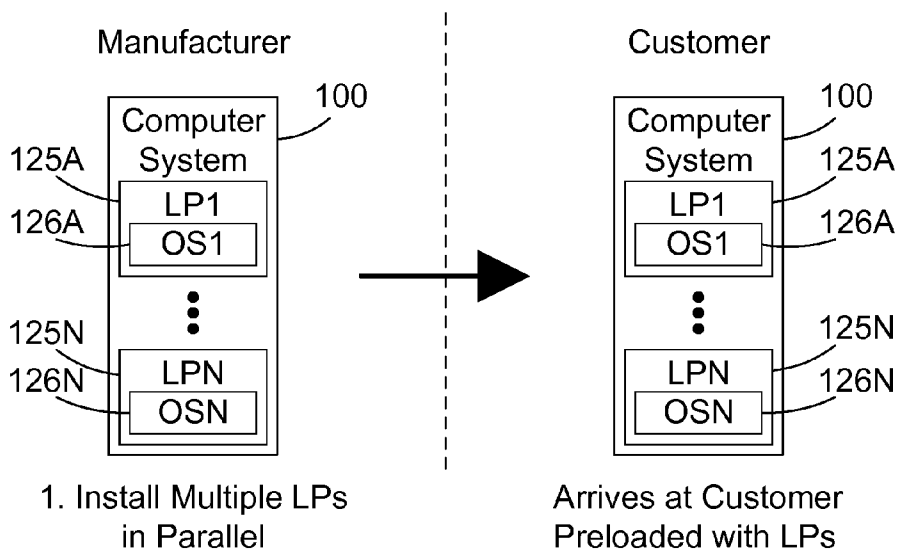 Manufacturer
100
Computer
System
125A
LP1
126A
OS1
125N
LPN
126N
OSN
1. Install Multiple LPs
in Parallel
Customer
100
Computer
System
125A
LP1
126A
OS1
125N
LPN
126N
OSN
Arrives at Customer
Preloaded with LPs